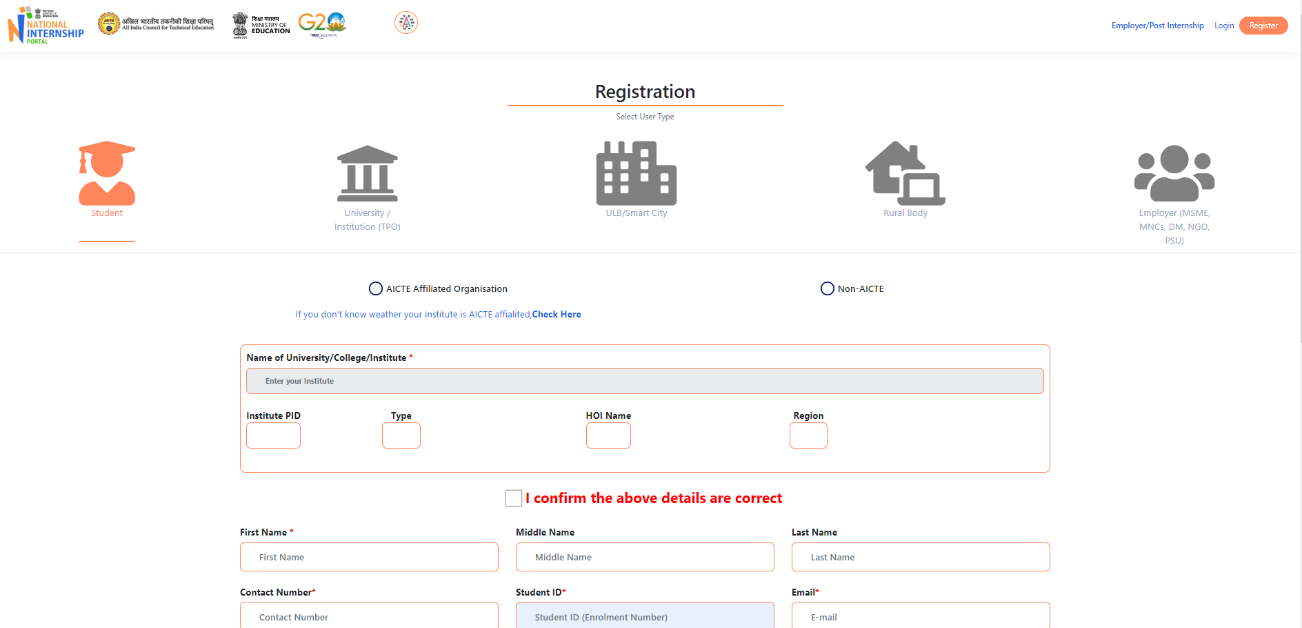 NATIONAL
INTERNSHIP
PORTAL
अखिल भारतीय तकनीकी शिक्षा परिषद्
All India Council for Technical Education
शिक्षा मंत्रालय
MINISTRY OF
EDUCATION
G2
Employer/Post Internship
Login
Register
Registration
Select User Type
Student
University /
Institution (TPO)
ULB/Smart City
Rural Body
Employer (MSME,
MNCs, DM, NGO,
PSU)
AICTE Affiliated Organisation
Non-AICTE
If you don't know weather your institute is AICTE affialited,Check Here
Name of University/College/Institute *
Enter your Institute
Institute PID
Type
HOI Name
Region
I confirm the above details are correct
First Name *
Middle Name
Last Name
First Name
Middle Name
Last Name
Contact Number*
Student ID*
Email*
Contact Number
Student ID (Enrolment Number)
E-mail